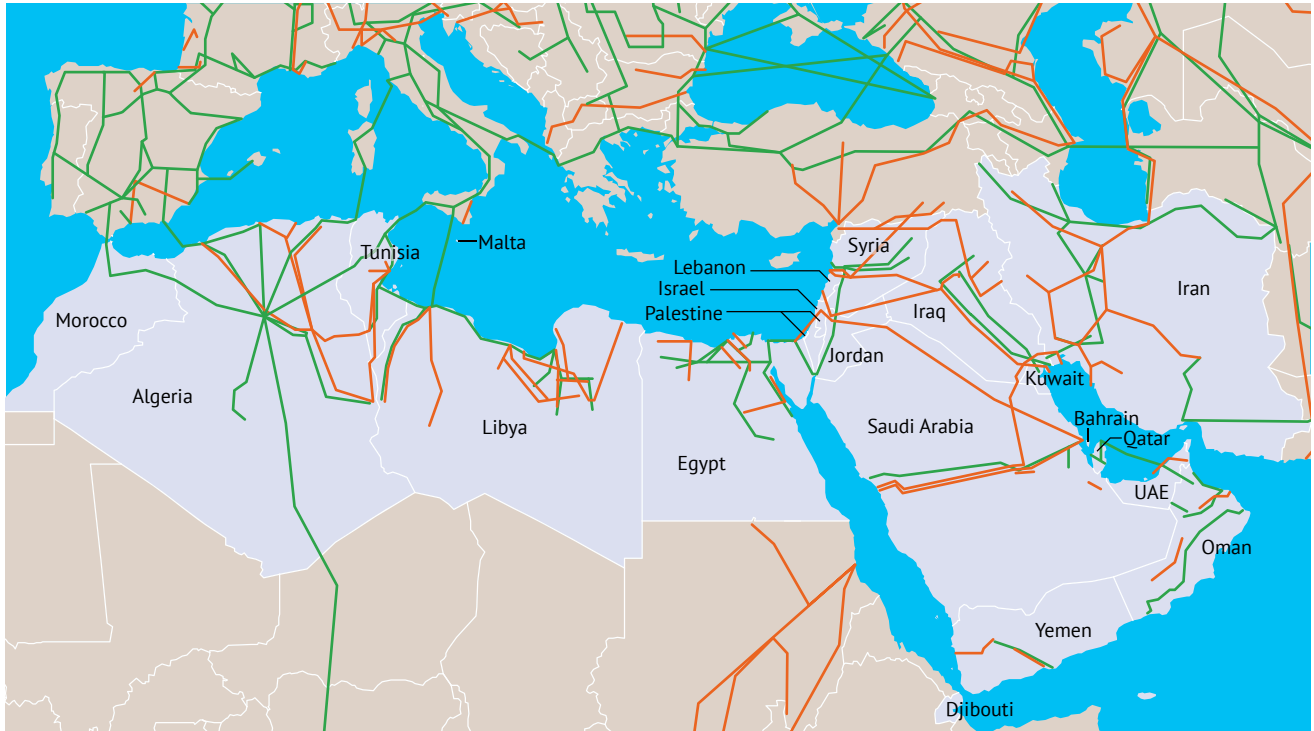 Tunisia
Malta
Syria
Lebanon
Israel
Palestine
Iran
Morocco
Iraq
Jordan
Kuwait
Algeria
Bahrain
Libya
Saudi Arabia
Qatar
Egypt
UAE
Oman
Yemen
Djibouti